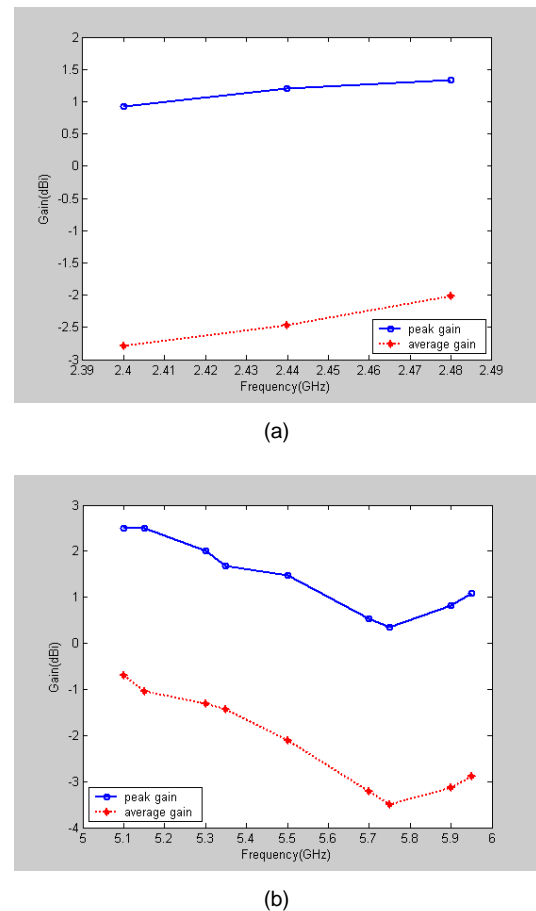 2
1.5
1
0.5
0
-0.5
-1
-1.5
-2
-2.5
-3
Gain(dBi)
peak gain
average gain
2.39 2.4 2.41 2.42 2.43 2.44 2.45 2.46 2.47 2.48 2.49
Frequency(GHz)
(a)
3
2
1
0
-1
-2
-3
-4
Gain(dBi)
peak gain
average gain
5 5.1 5.2 5.3 5.4 5.5 5.6 5.7 5.8 5.9 6
Frequency(GHz)
(b)